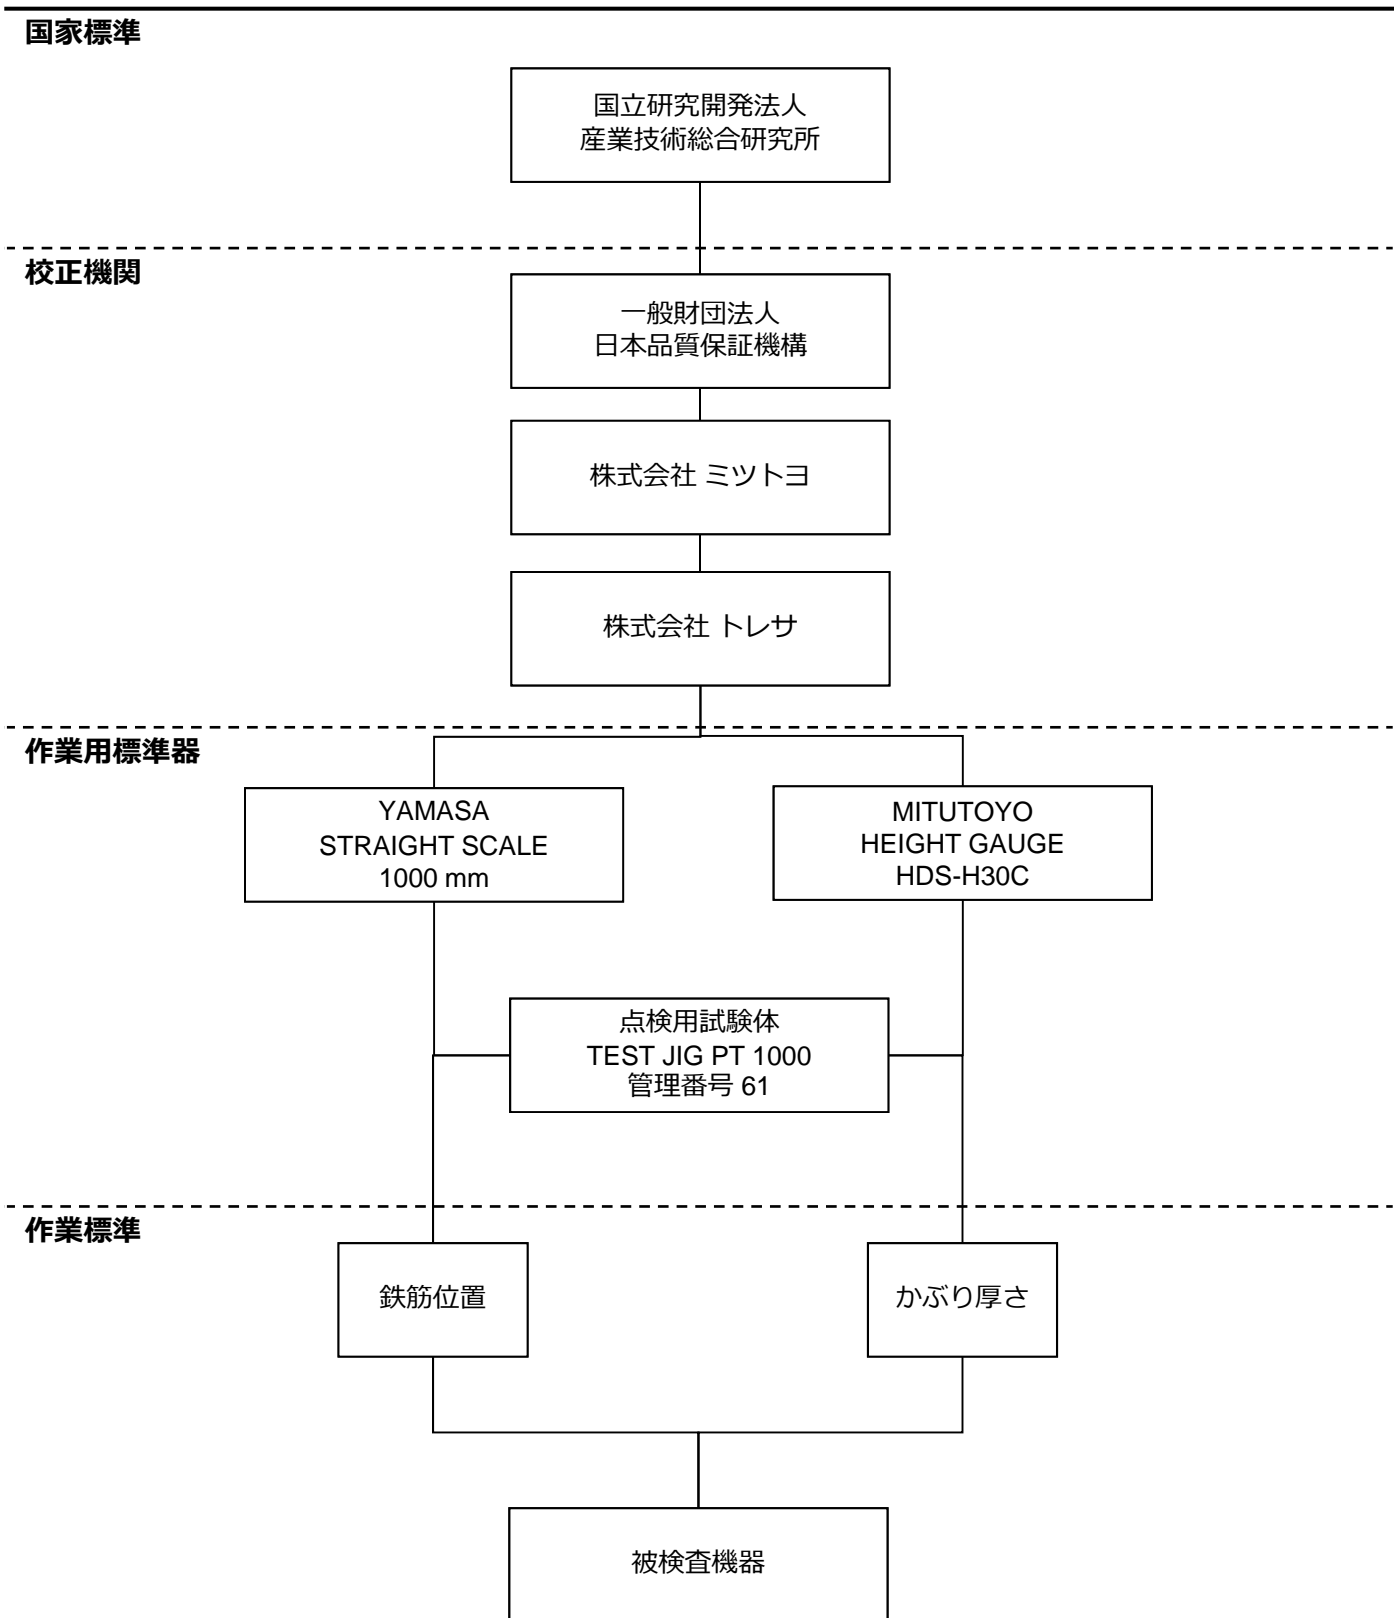 国家標準
国立研究開発法人
産業技術総合研究所
校正機関
一般財団法人
日本品質保証機構
株式会社 ミツトヨ
株式会社 トレサ
作業用標準器
YAMASA
STRAIGHT SCALE
1000 mm
MITUTOYO
HEIGHT GAUGE
HDS-H30C
点検用試験体
TEST JIG PT 1000
管理番号 61
作業標準
鉄筋位置
かぶり厚さ
被検査機器